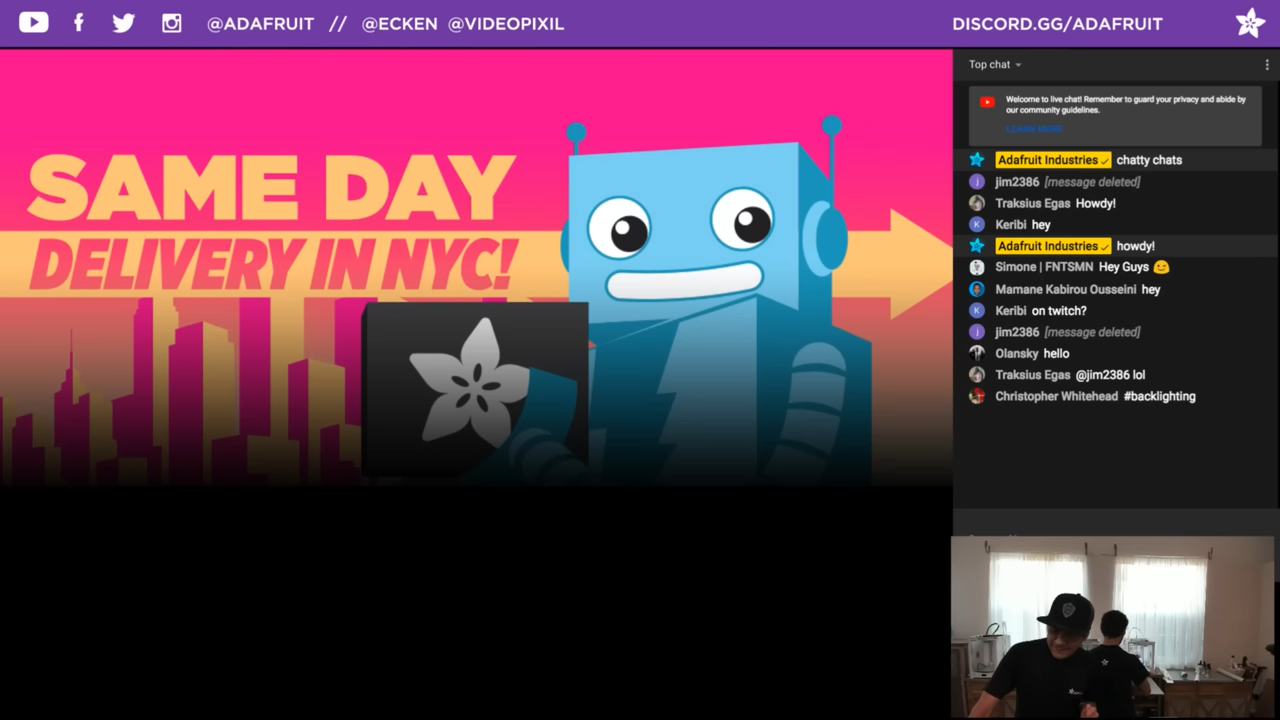 @ADAFRUIT // @ECKEN @VIDEOPIXIL
DISCORD.GG/ADAFRUIT
SAME DAY
DELIVERY IN NYC!
Top chat
Welcome to live chat! Remember to guard your privacy and abide by
our community guidelines.
LEARN MORE
Adafruit Industries chatty chats
jim2386 [message deleted]
Traksius Egas Howdy!
K Keribi hey
Adafruit Industries howdy!
Simone | FNTSMN Hey Guys
Mamane Kabirou Ousseini hey
K Keribi on twitch?
jim2386 [message deleted]
Olansky hello
Traksius Egas @jim2386 lol
Christopher Whitehead #backlighting